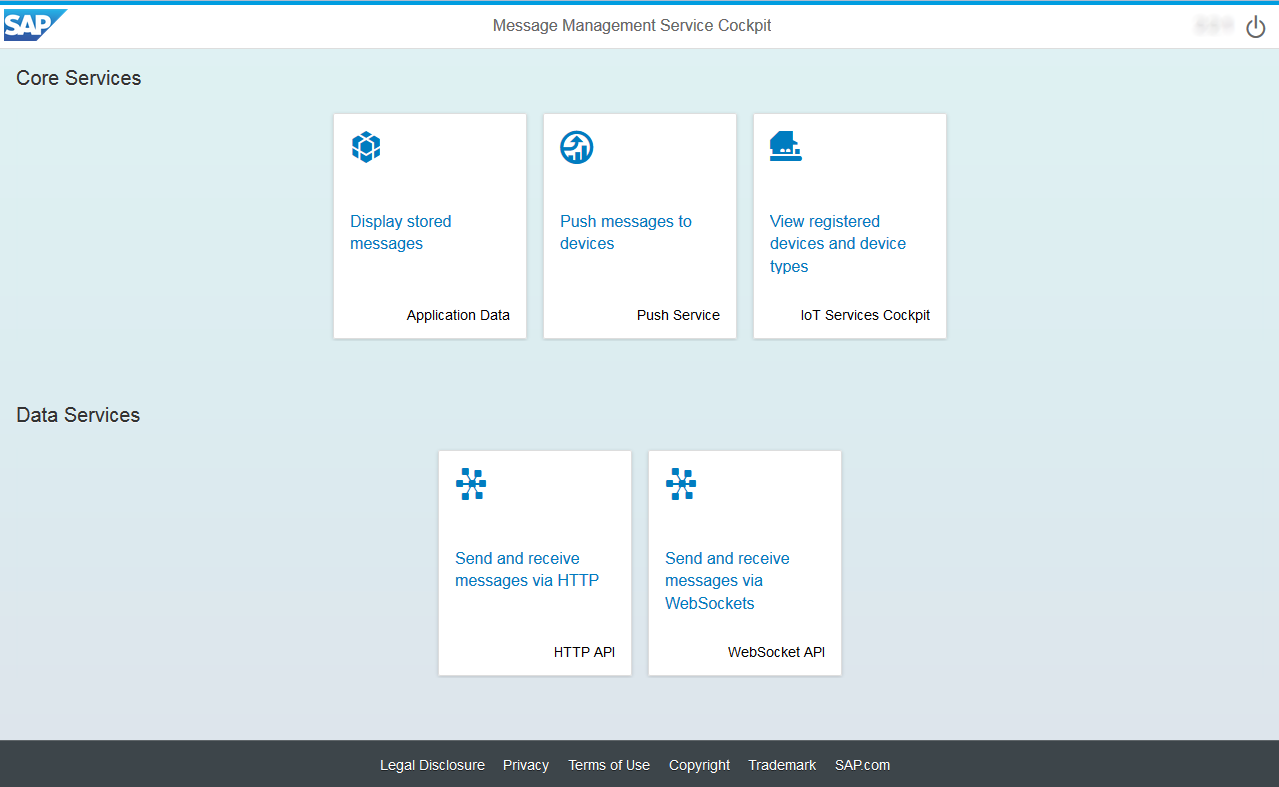 SAP
Message Management Service Cockpit
Core Services
Display stored
messages
Application Data
Push messages to
devices
Push Service
View registered
devices and device
types
IoT Services Cockpit
Data Services
Send and receive
messages via HTTP
HTTP API
Send and receive
messages via
WebSockets
WebSocket API
Legal Disclosure Privacy Terms of Use Copyright Trademark SAP.com